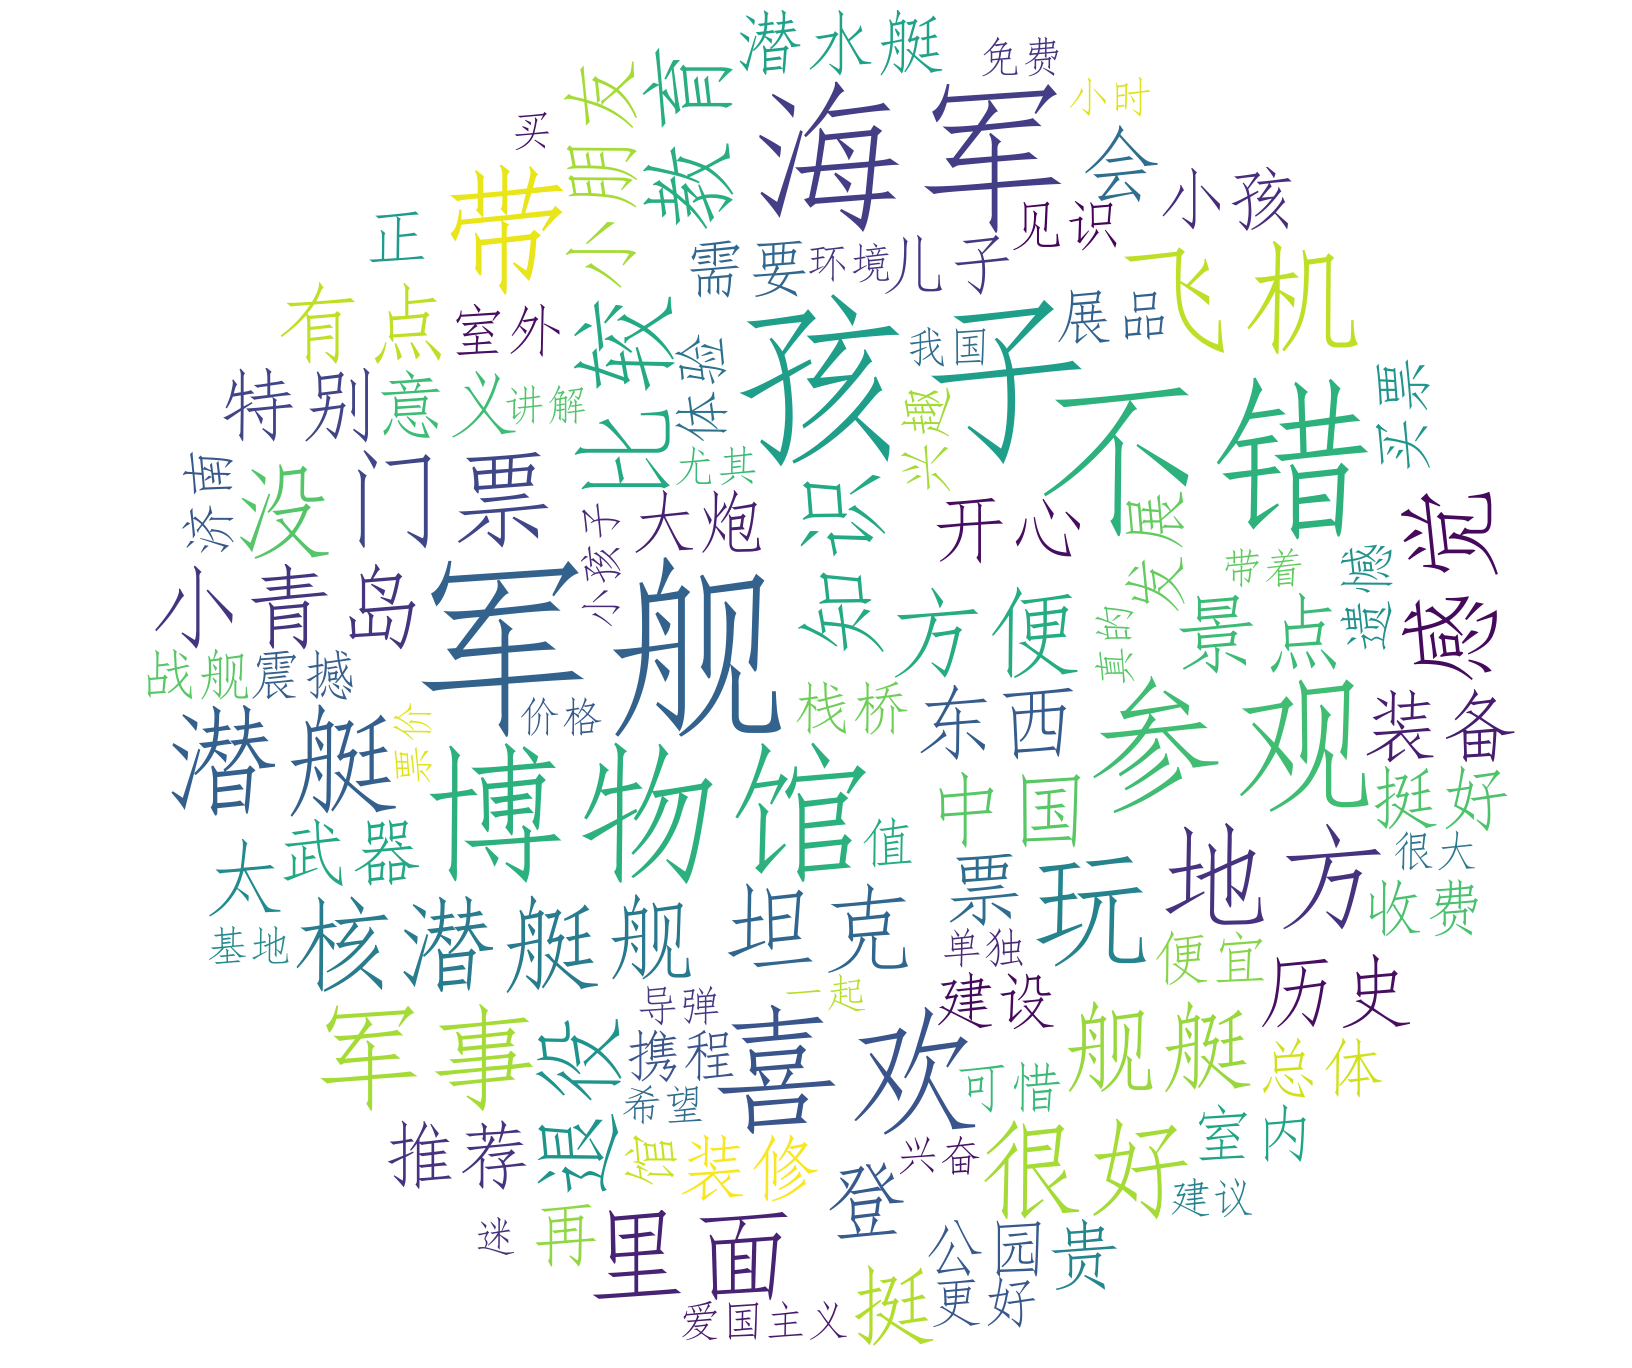 潜水艇
免费
小时
买
小朋友
教育
海军
会
小孩
正
带
见识
需要
环境
儿子
飞机
有点
室外
比较
孩子
展品
特别
意义
讲解
体验
我国
兴趣
不错
买票
济南
没
门票
尤其
小孩子
大炮
知识
开心
发展
带着
遗憾
感觉
小青岛
军舰
方便
真的
景点
战舰
震撼
价格
栈桥
东西
参观
装备
潜艇
票价
博物馆
中国
挺好
太
武器
值
票
玩
地方
很大
收费
基地
核潜艇舰
坦克
单独
便宜
军事
退役
导弹
一起
建设
历史
携程
喜欢
舰艇
总体
希望
可惜
推荐
馆
装修
登
兴奋
很好
室内
建议
迷
再
里面
公园
贵
爱国主义
挺
更好